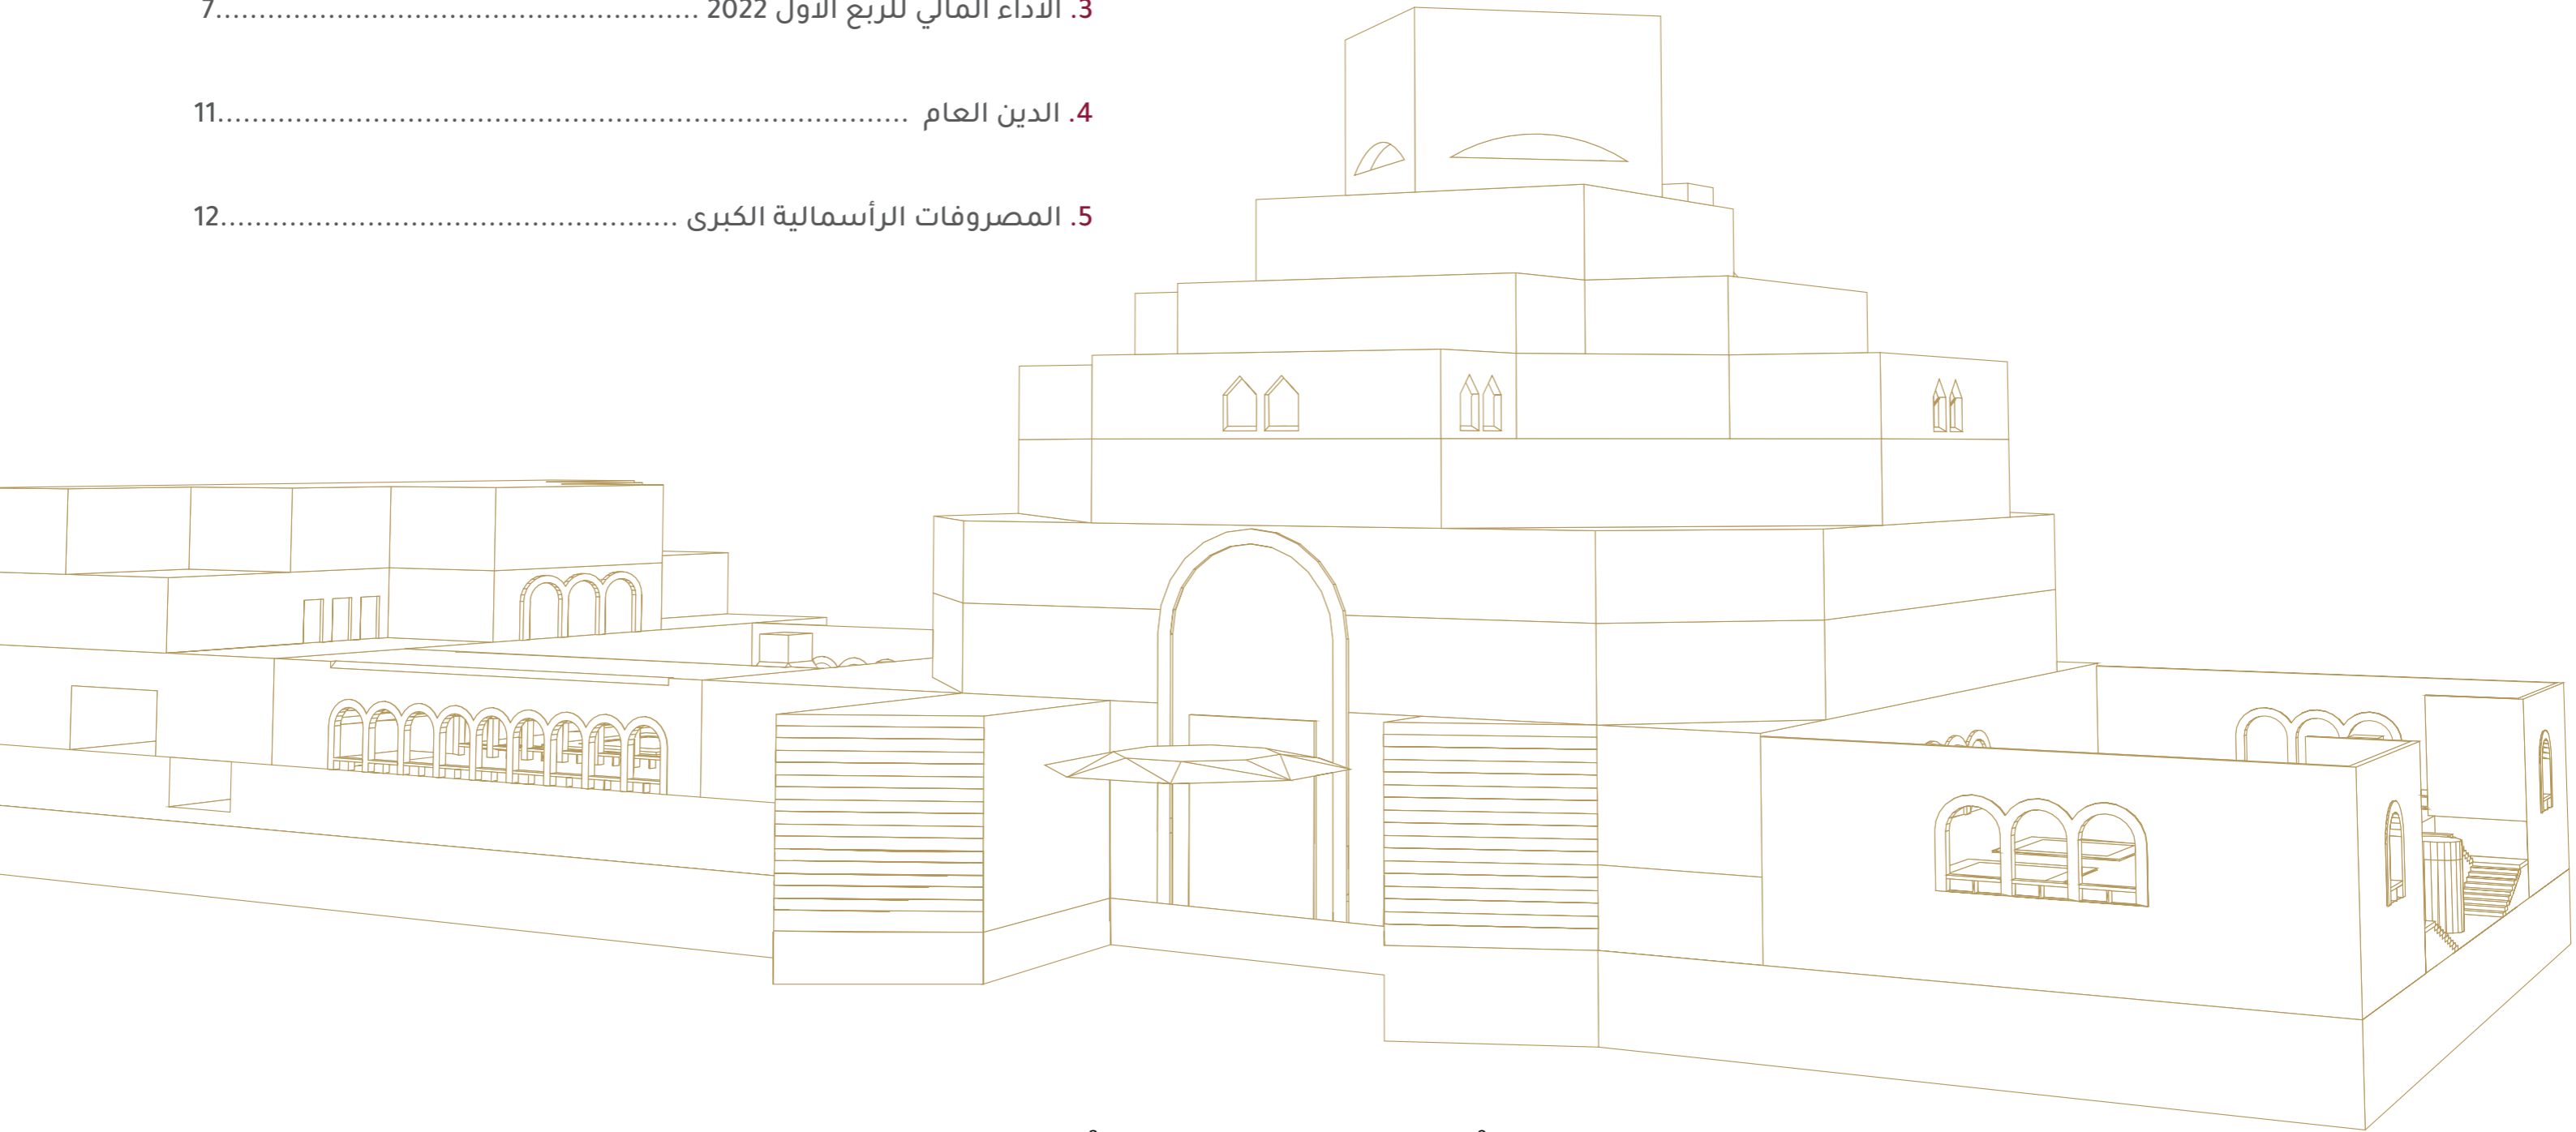 3. الأداء المالي للربع الأول 2022 ........................................................7
4. الدين العام ................................................................................11
5. المصروفات الرأسمالية الكبرى .....................................................12